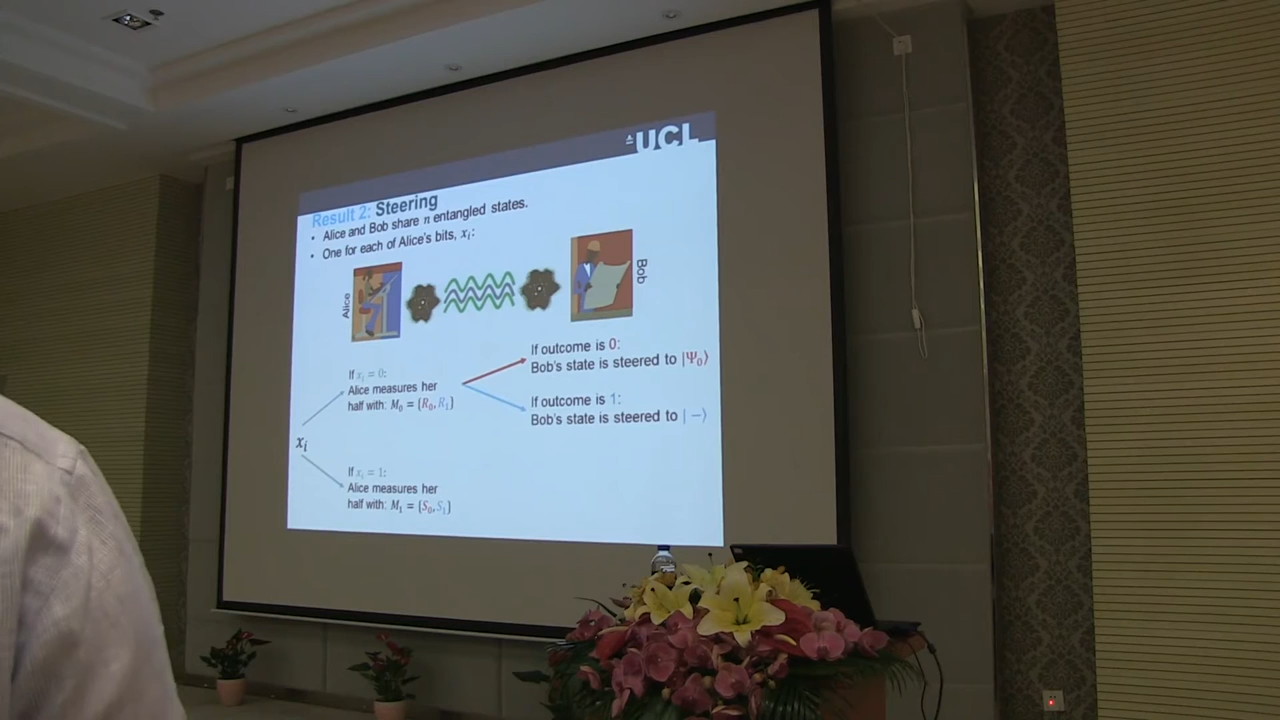 UCL
Result 2: Steering
• Alice and Bob share n entangled states.
• One for each of Alice's bits, xᵢ:
Alice
Bob
If xᵢ = 0:
Alice measures her
half with: M₀ = {R₀, R₁}
If outcome is 0:
Bob's state is steered to |Ψ₀⟩
If outcome is 1:
Bob's state is steered to | −⟩
xᵢ
If xᵢ = 1:
Alice measures her
half with: M₁ = {S₀, S₁}